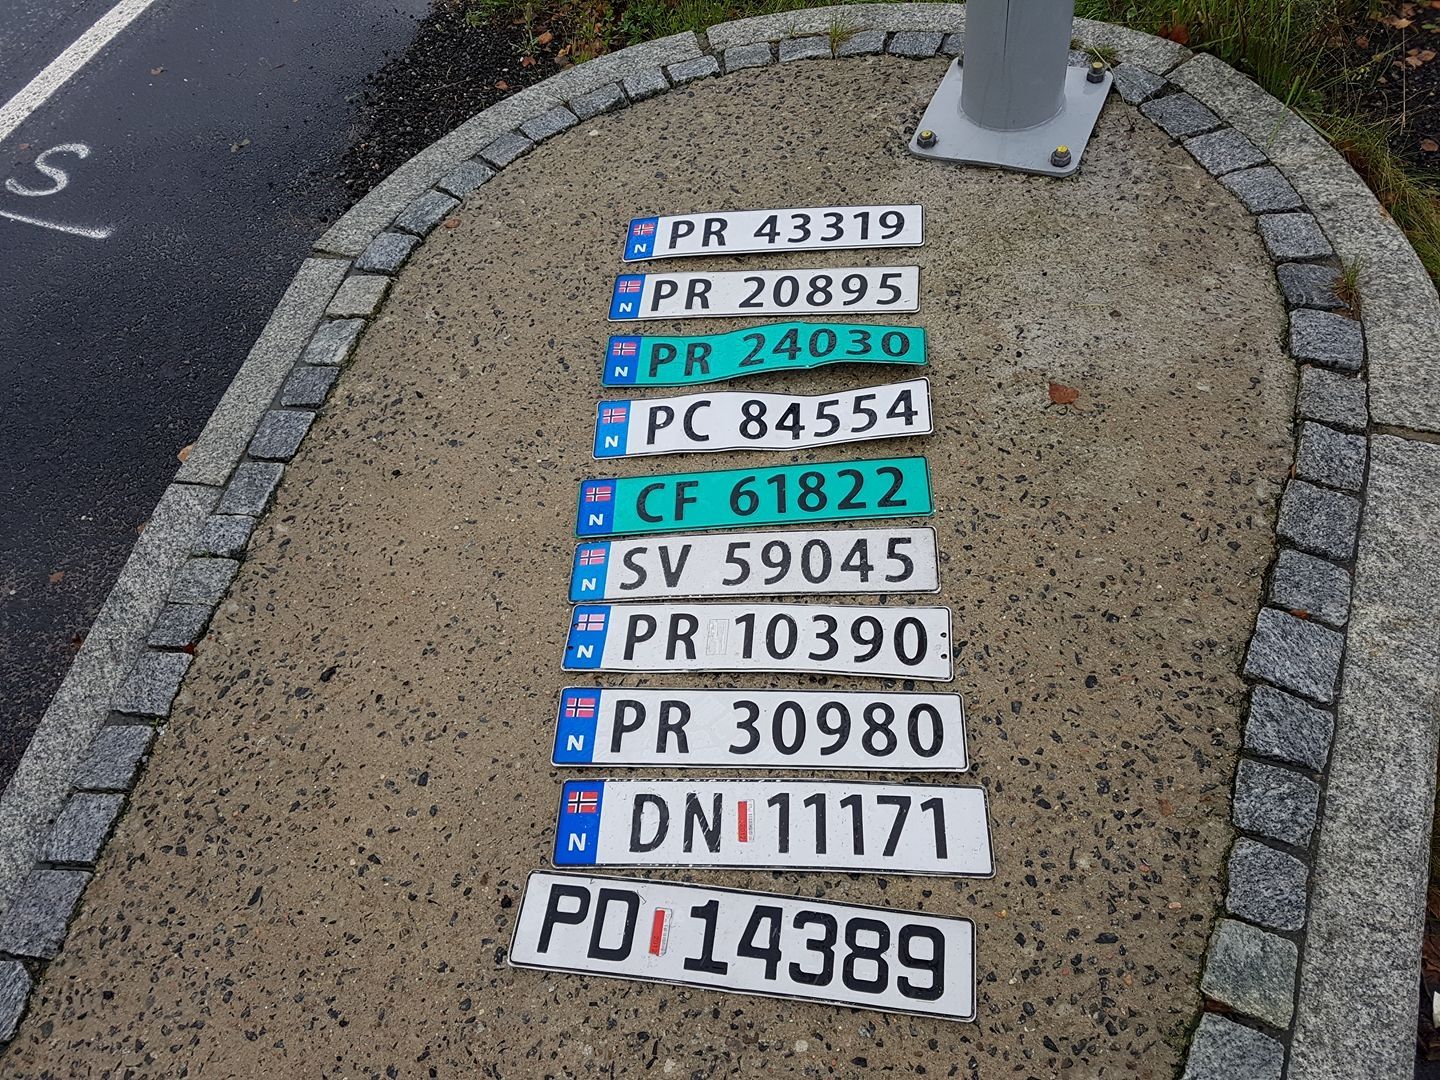 S
N PR 43319
N PR 20895
N PR 24030
N PC 84554
N CF 61822
N SV 59045
N PR 10390
N PR 30980
N DN 11171
PD 14389